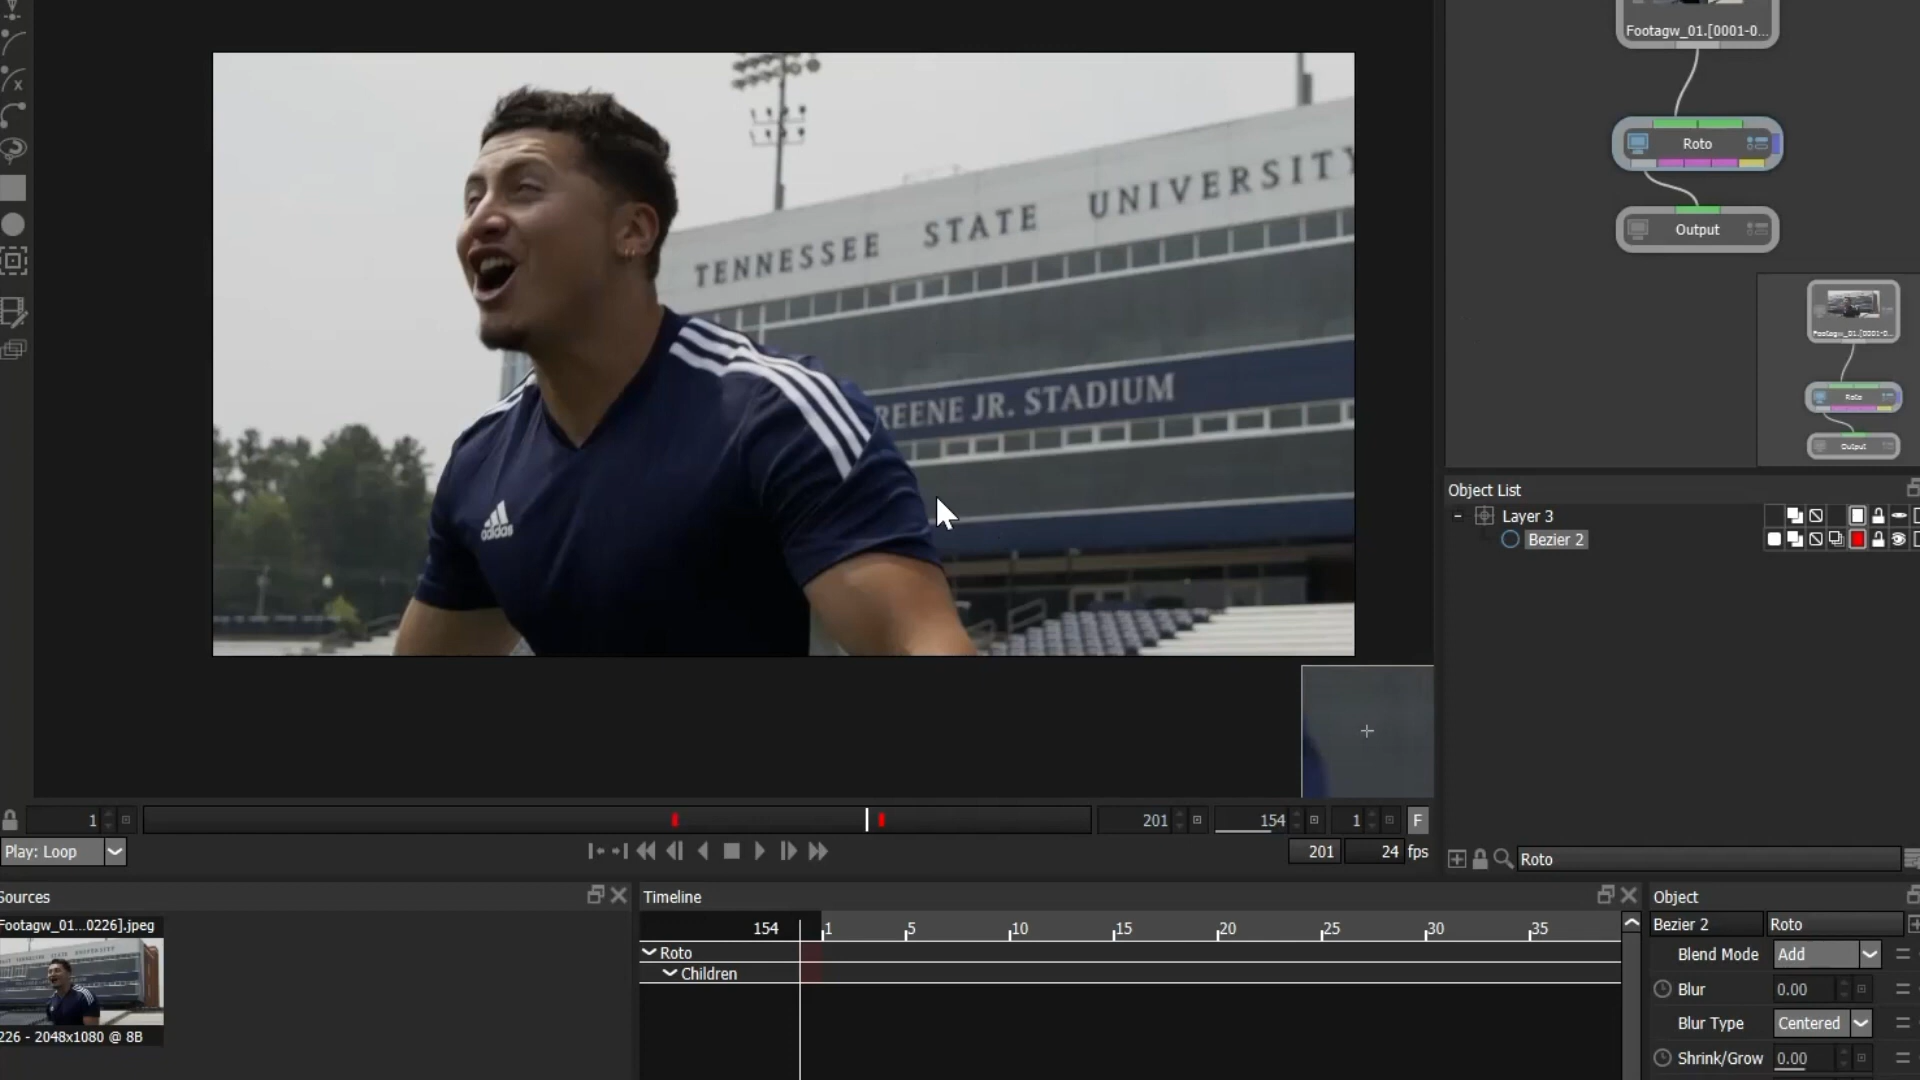 Footagw_01.[0001-0...
Roto
Output
TENNESSEE STATE UNIVERSITY
REENE JR. STADIUM
adidas
Roto
Output
Object List
Layer 3
Bezier 2
1
201
154
1
F
Play: Loop
201
24 fps
Roto
Sources
Footagw_01...0226].jpeg
226 - 2048x1080 @ 8B
Timeline
154
1 5 10 15 20 25 30 35
Roto
Children
Object
Bezier 2 Roto
Blend Mode Add
Blur 0.00
Blur Type Centered
Shrink/Grow 0.00